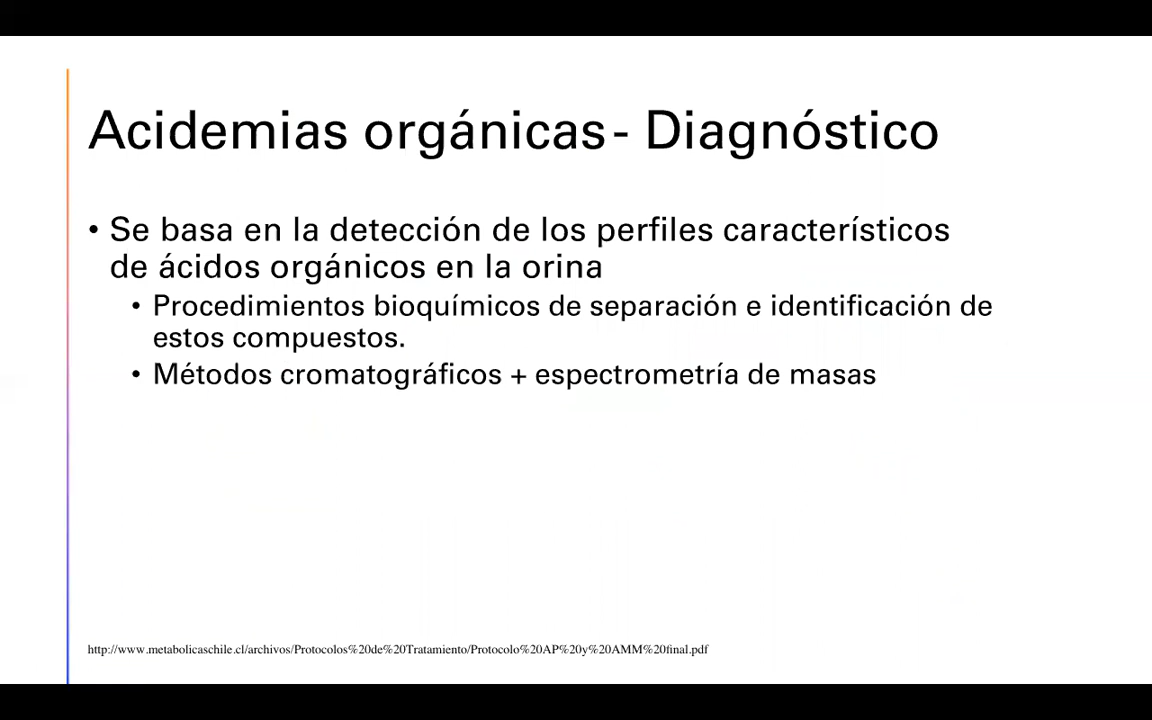 Acidemias orgánicas - Diagnóstico
• Se basa en la detección de los perfiles característicos
de ácidos orgánicos en la orina
• Procedimientos bioquímicos de separación e identificación de
estos compuestos.
• Métodos cromatográficos + espectrometría de masas
http://www.metabolicaschile.cl/archivos/Protocolos%20de%20Tratamiento/Protocolo%20AP%20y%20AMM%20final.pdf